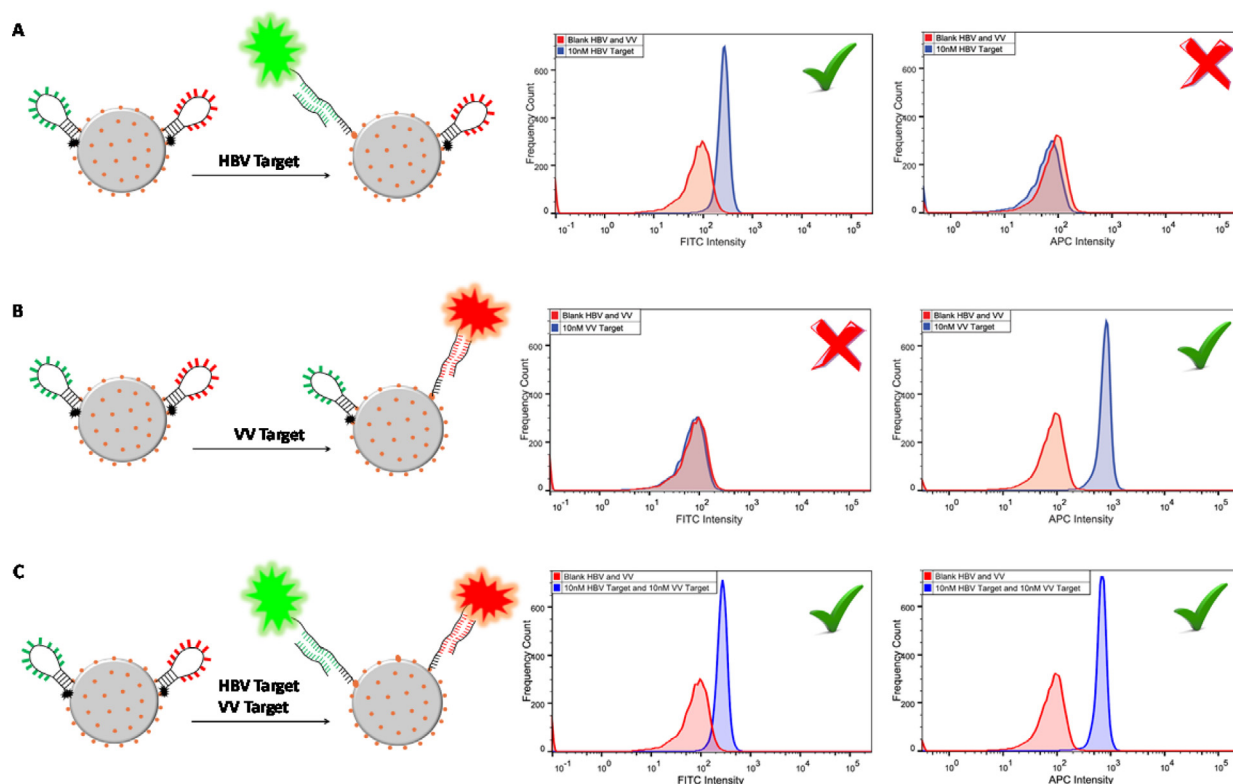 A
HBV Target
Blank HBV and VV
10nM HBV Target
Frequency Count
600
400
200
0
10-1 10^0 10^1 10^2 10^3 10^4 10^5
FITC Intensity
Blank HBV and VV
10nM HBV Target
Frequency Count
600
400
200
0
10^0 10^1 10^2 10^3 10^4 10^5
APC Intensity
B
VV Target
Blank HBV and VV
10nM VV Target
Frequency Count
600
400
200
0
10-1 10^0 10^1 10^2 10^3 10^4 10^5
FITC Intensity
Blank HBV and VV
10nM VV Target
Frequency Count
600
400
200
0
10^0 10^1 10^2 10^3 10^4 10^5
APC Intensity
C
HBV Target
VV Target
Blank HBV and VV
10nM HBV Target and 10nM VV Target
Frequency Count
600
400
200
0
10-1 10^0 10^1 10^2 10^3 10^4 10^5
FITC Intensity
Blank HBV and VV
10nM HBV Target and 10nM VV Target
Frequency Count
600
450
300
150
0
10^0 10^1 10^2 10^3 10^4 10^5
APC Intensity